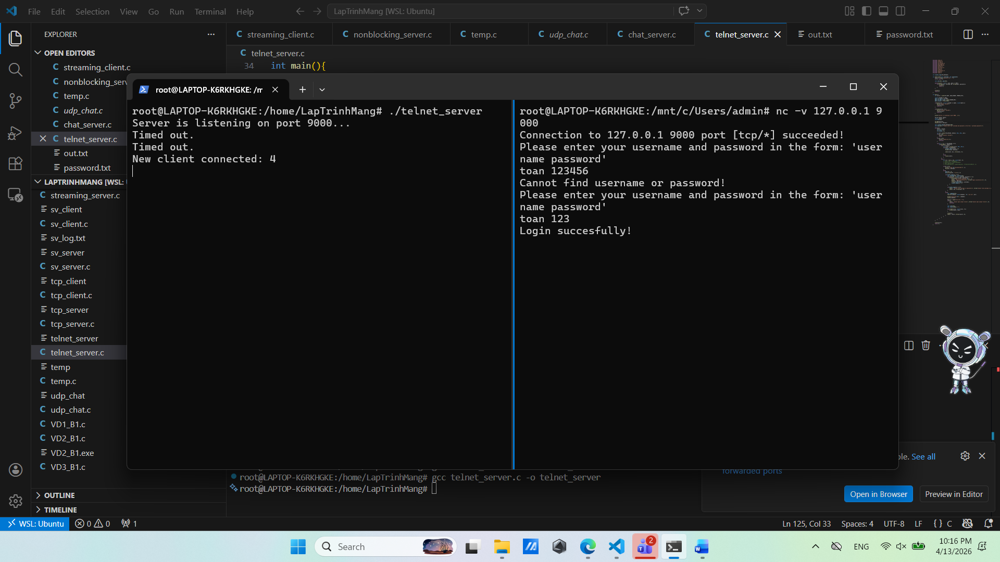 File Edit Selection View Go Run Terminal Help
LapTrinhMang [WSL: Ubuntu]
EXPLORER
OPEN EDITORS
streaming_client.c
nonblocking_serv
temp.c
udp_chat.c
chat_server.c
telnet_server.c
out.txt
password.txt
LAPTRINHMANG [WSL: U
streaming_server.c
sv_client
sv_client.c
sv_log.txt
sv_server
sv_server.c
tcp_client
tcp_client.c
tcp_server
tcp_server.c
telnet_server
telnet_server.c
temp
temp.c
udp_chat
udp_chat.c
VD1_B1.c
VD2_B1.c
VD2_B1.exe
VD3_B1.c
OUTLINE
TIMELINE
streaming_client.c nonblocking_server.c temp.c udp_chat.c chat_server.c telnet_server.c out.txt password.txt
telnet_server.c
34 int main(){
root@LAPTOP-K6RKHGKE: /m
root@LAPTOP-K6RKHGKE:/home/LapTrinhMang# ./telnet_server
Server is listening on port 9000...
Timed out.
Timed out.
New client connected: 4
root@LAPTOP-K6RKHGKE:/mnt/c/Users/admin# nc -v 127.0.0.1 9
000
Connection to 127.0.0.1 9000 port [tcp/*] succeeded!
Please enter your username and password in the form: 'user
name password'
toan 123456
Cannot find username or password!
Please enter your username and password in the form: 'user
name password'
toan 123
Login succesfully!
root@LAPTOP-K6RKHGKE:/home/LapTrinhMang# gcc telnet_server.c -o telnet_server
root@LAPTOP-K6RKHGKE:/home/LapTrinhMang#
ble. See all
forwarded ports
Open in Browser Preview in Editor
WSL: Ubuntu 0 0 1 Ln 125, Col 33 Spaces: 4 UTF-8 LF {} C
Search
2
ENG
10:16 PM
4/13/2026